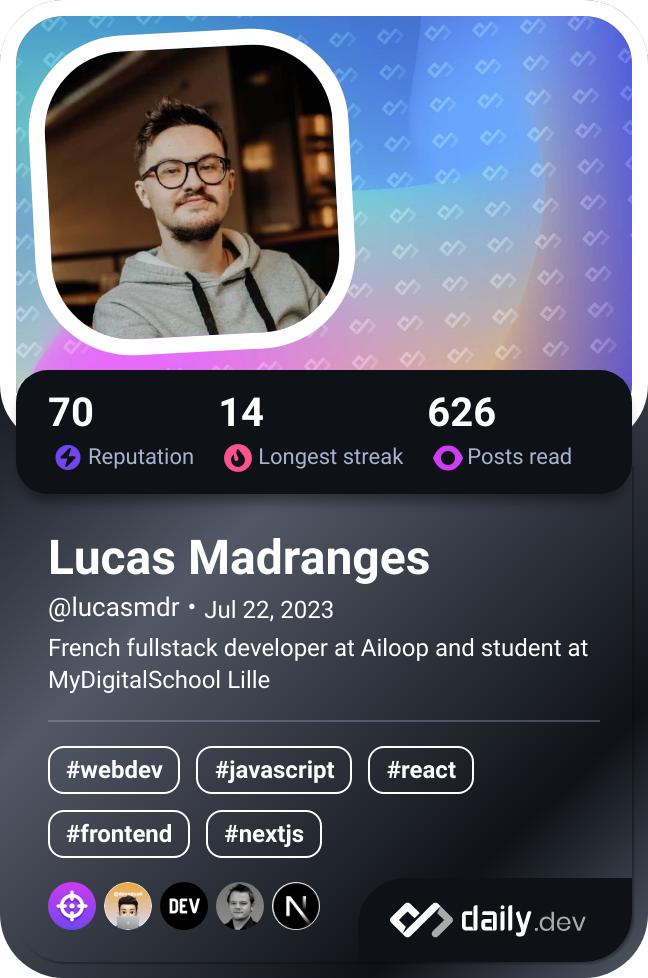 70 14 626
Reputation Longest streak Posts read
Lucas Madranges
@lucasmdr • Jul 22, 2023
French fullstack developer at Ailoop and student at
MyDigitalSchool Lille
#webdev #javascript #react
#frontend #nextjs
DEV N
daily.dev